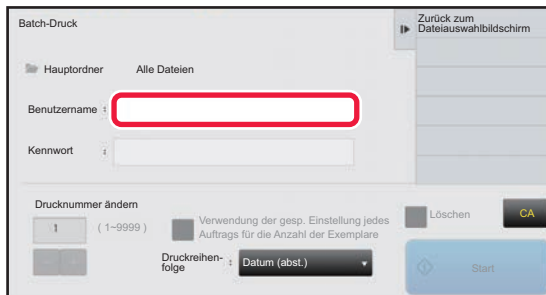 Batch-Druck
Zurück zum
Dateiauswahlbildschirm
Hauptordner Alle Dateien
Benutzername :
Kennwort :
Drucknummer ändern
1 ( 1~9999 )
Verwendung der gesp. Einstellung jedes
Auftrags für die Anzahl der Exemplare
Löschen CA
Druckreihen-
folge : Datum (abst.)
Start